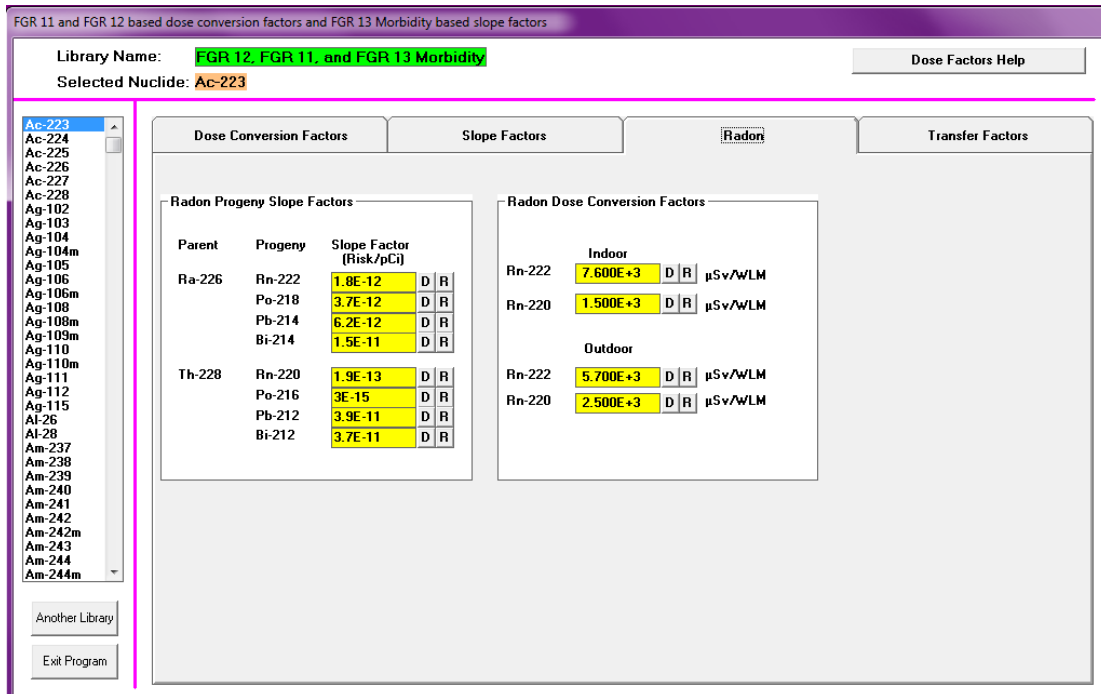 FGR 11 and FGR 12 based dose conversion factors and FGR 13 Morbidity based slope factors
Library Name: FGR 12, FGR 11, and FGR 13 Morbidity
Dose Factors Help
Selected Nuclide: Ac-223
Ac-223
Ac-224
Ac-225
Ac-226
Ac-227
Ac-228
Ag-102
Ag-103
Ag-104
Ag-104m
Ag-105
Ag-106
Ag-106m
Ag-108
Ag-108m
Ag-109m
Ag-110
Ag-110m
Ag-111
Ag-112
Ag-115
Al-26
Al-28
Am-237
Am-238
Am-239
Am-240
Am-241
Am-242
Am-242m
Am-243
Am-244
Am-244m
Another Library
Exit Program
Dose Conversion Factors Slope Factors Radon Transfer Factors
Radon Progeny Slope Factors
Parent Progeny Slope Factor
(Risk/pCi)
Ra-226 Rn-222 1.8E-12 D R
Po-218 3.7E-12 D R
Pb-214 6.2E-12 D R
Bi-214 1.5E-11 D R
Th-228 Rn-220 1.9E-13 D R
Po-216 3E-15 D R
Pb-212 3.9E-11 D R
Bi-212 3.7E-11 D R
Radon Dose Conversion Factors
Indoor
Rn-222 7.600E+3 D R µSv/WLM
Rn-220 1.500E+3 D R µSv/WLM
Outdoor
Rn-222 5.700E+3 D R µSv/WLM
Rn-220 2.500E+3 D R µSv/WLM